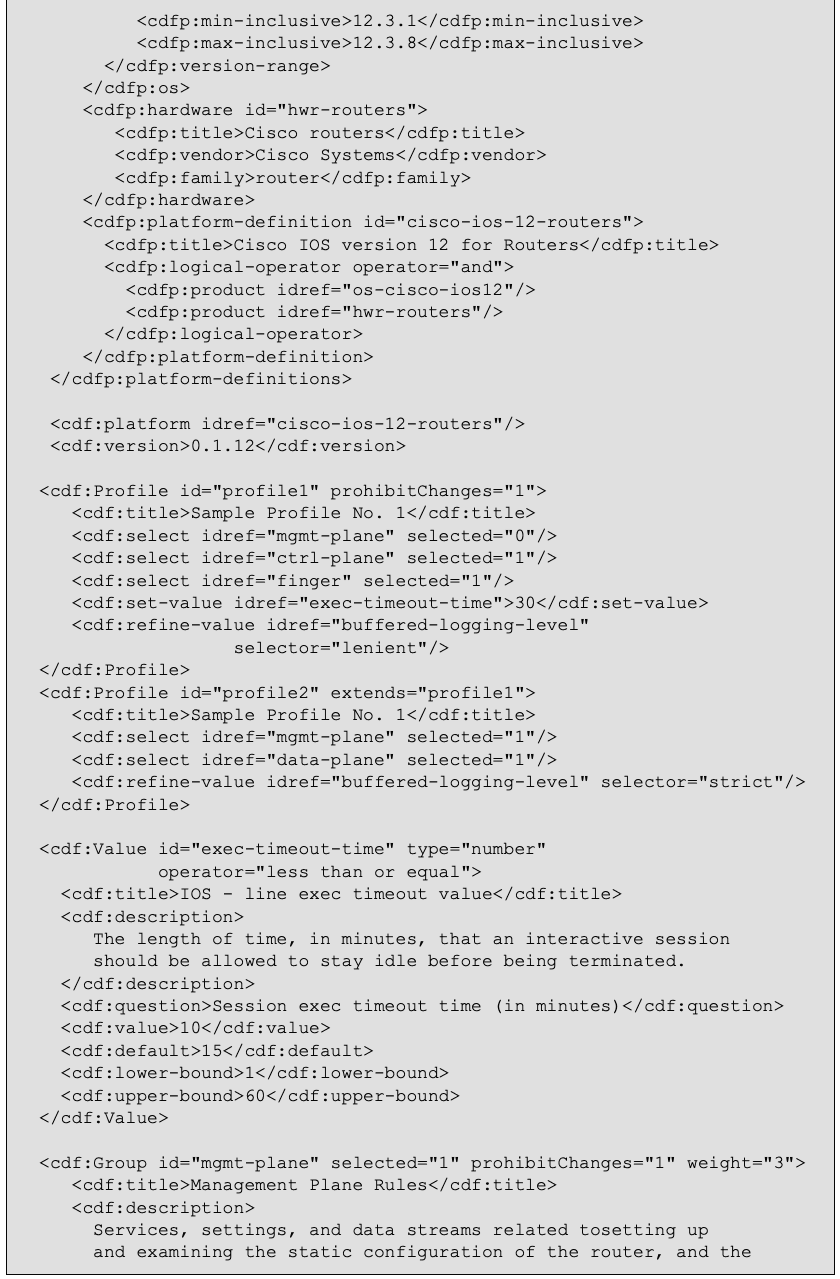 <cdfp:min-inclusive>12.3.1</cdfp:min-inclusive>
<cdfp:max-inclusive>12.3.8</cdfp:max-inclusive>
</cdfp:version-range>
</cdfp:os>
<cdfp:hardware id="hwr-routers">
<cdfp:title>Cisco routers</cdfp:title>
<cdfp:vendor>Cisco Systems</cdfp:vendor>
<cdfp:family>router</cdfp:family>
</cdfp:hardware>
<cdfp:platform-definition id="cisco-ios-12-routers">
<cdfp:title>Cisco IOS version 12 for Routers</cdfp:title>
<cdfp:logical-operator operator="and">
<cdfp:product idref="os-cisco-ios12"/>
<cdfp:product idref="hwr-routers"/>
</cdfp:logical-operator>
</cdfp:platform-definition>
</cdfp:platform-definitions>
<cdf:platform idref="cisco-ios-12-routers"/>
<cdf:version>0.1.12</cdf:version>
<cdf:Profile id="profile1" prohibitChanges="1">
<cdf:title>Sample Profile No. 1</cdf:title>
<cdf:select idref="mgmt-plane" selected="0"/>
<cdf:select idref="ctrl-plane" selected="1"/>
<cdf:select idref="finger" selected="1"/>
<cdf:set-value idref="exec-timeout-time">30</cdf:set-value>
<cdf:refine-value idref="buffered-logging-level"
selector="lenient"/>
</cdf:Profile>
<cdf:Profile id="profile2" extends="profile1">
<cdf:title>Sample Profile No. 1</cdf:title>
<cdf:select idref="mgmt-plane" selected="1"/>
<cdf:select idref="data-plane" selected="1"/>
<cdf:refine-value idref="buffered-logging-level" selector="strict"/>
</cdf:Profile>
<cdf:Value id="exec-timeout-time" type="number"
operator="less than or equal">
<cdf:title>IOS - line exec timeout value</cdf:title>
<cdf:description>
The length of time, in minutes, that an interactive session
should be allowed to stay idle before being terminated.
</cdf:description>
<cdf:question>Session exec timeout time (in minutes)</cdf:question>
<cdf:value>10</cdf:value>
<cdf:default>15</cdf:default>
<cdf:lower-bound>1</cdf:lower-bound>
<cdf:upper-bound>60</cdf:upper-bound>
</cdf:Value>
<cdf:Group id="mgmt-plane" selected="1" prohibitChanges="1" weight="3">
<cdf:title>Management Plane Rules</cdf:title>
<cdf:description>
Services, settings, and data streams related tosetting up
and examining the static configuration of the router, and the